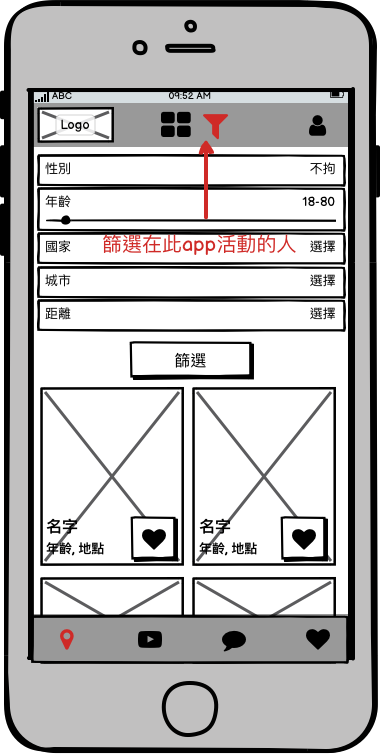 ABC 09:52 AM
Logo
性別 不拘
年齡 18-80
國家 選擇
篩選在此app活動的人
城市 選擇
距離 選擇
篩選
名字 名字
年齡, 地點 年齡, 地點